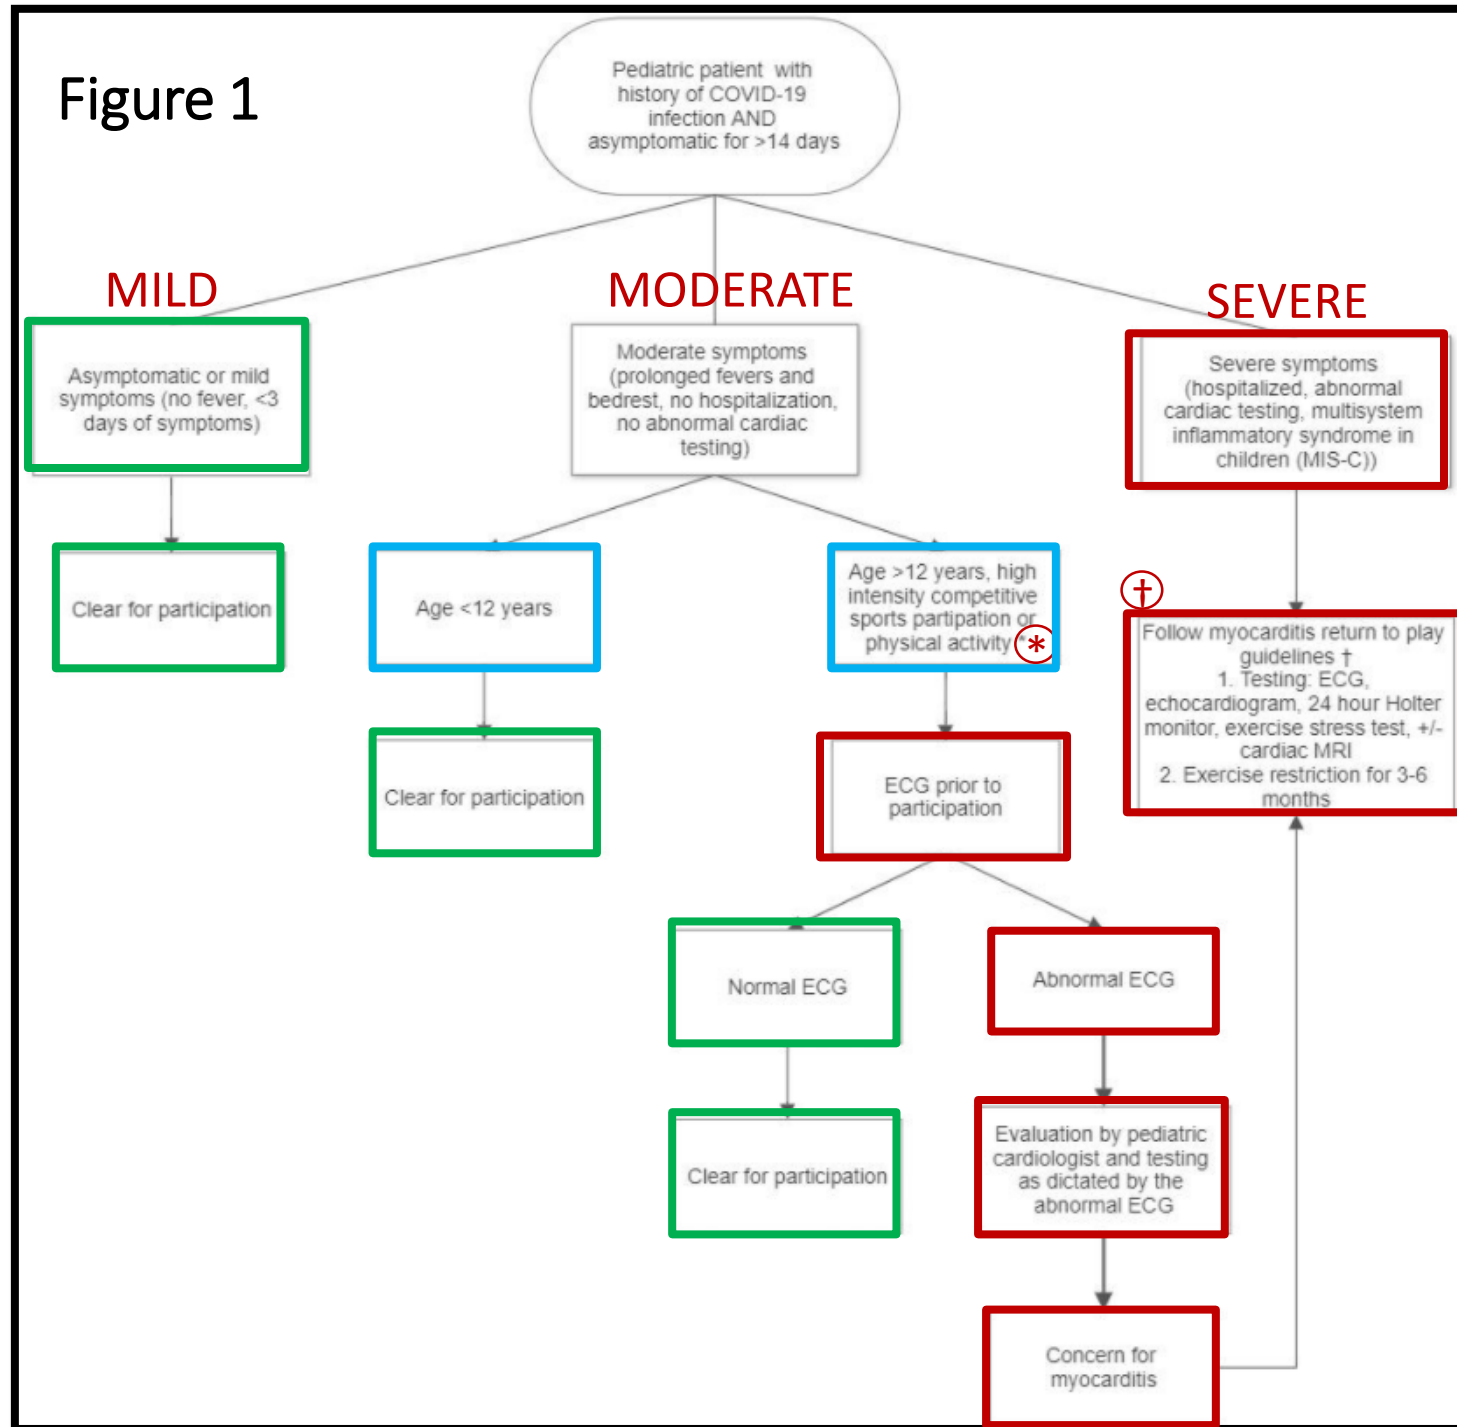 Figure 1
Pediatric patient with
history of COVID-19
infection AND
asymptomatic for >14 days
MILD
Asymptomatic or mild
symptoms (no fever, <3
days of symptoms)
Clear for participation
MODERATE
Moderate symptoms
(prolonged fevers and
bedrest, no hospitalization,
no abnormal cardiac
testing)
Age <12 years
Clear for participation
Age >12 years, high
intensity competitive
sports partipation or
physical activity * *
ECG prior to
participation
Normal ECG
Clear for participation
Abnormal ECG
Evaluation by pediatric
cardiologist and testing
as dictated by the
abnormal ECG
Concern for
myocarditis
SEVERE
Severe symptoms
(hospitalized, abnormal
cardiac testing, multisystem
inflammatory syndrome in
children (MIS-C))
†
Follow myocarditis return to play
guidelines †
1. Testing: ECG,
echocardiogram, 24 hour Holter
monitor, exercise stress test, +/-
cardiac MRI
2. Exercise restriction for 3-6
months